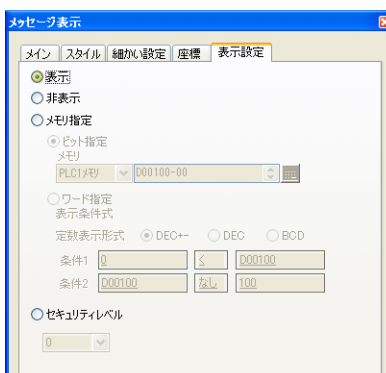 メッセージ表示
メイン スタイル 細かい設定 座標 表示設定
表示
非表示
メモリ指定
ビット指定
メモリ
PLC1メモリ D00100-00
ワード指定
表示条件式
定数表示形式 DEC+- DEC BCD
条件1 0 < D00100
条件2 D00100 なし 100
セキュリティレベル
0